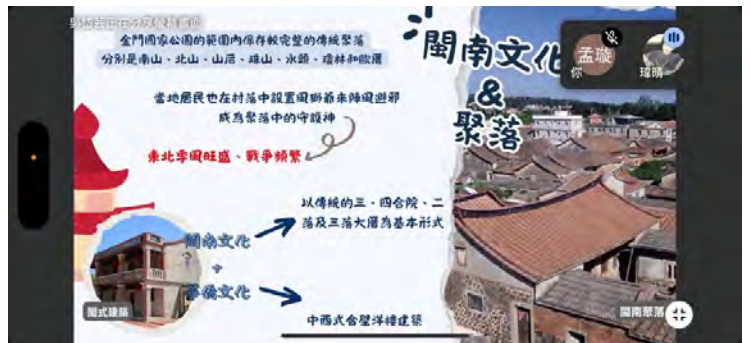 金門國家公園的範圍內保存較完整的傳統聚落
分別是南山、北山、山后、珠山、水頭、瓊林和歐厝
當地居民也在村落中設置風獅爺來陣風避邪
成為聚落中的守護神
東北季風旺盛、戰爭頻繁
閩南文化
&
聚落
孟璇
你
瑋晴
以傳統的三、四合院、二
落及三落大厝為基本形式
閩南文化
+
華僑文化
中西式合璧洋樓建築
閩式建築
閩南聚落